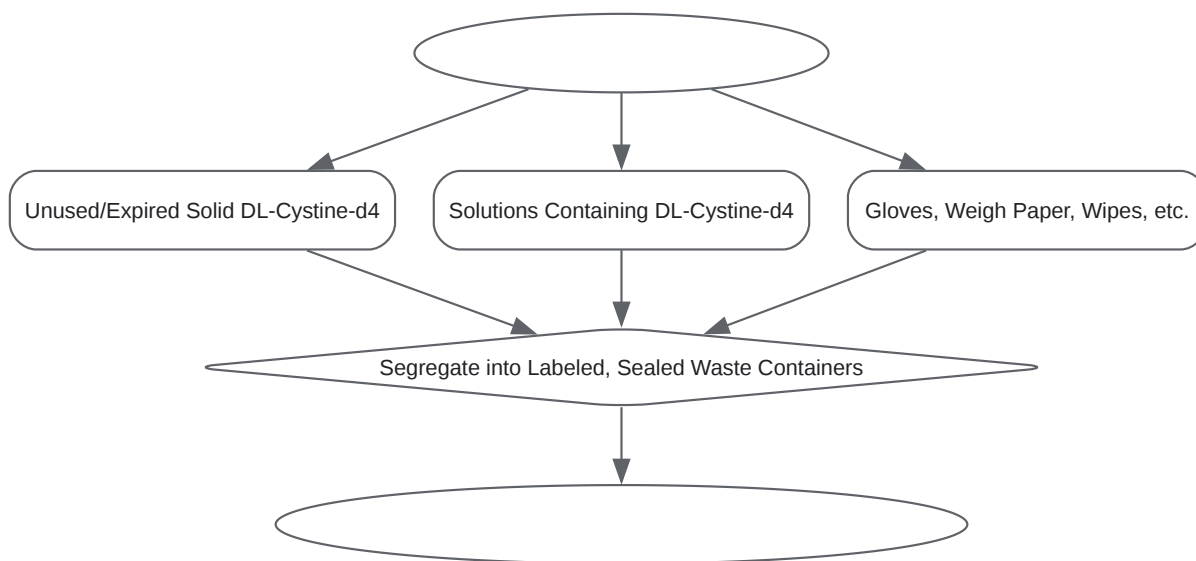 Unused/Expired Solid DL-Cystine-d4
Solutions Containing DL-Cystine-d4
Gloves, Weigh Paper, Wipes, etc.
Segregate into Labeled, Sealed Waste Containers